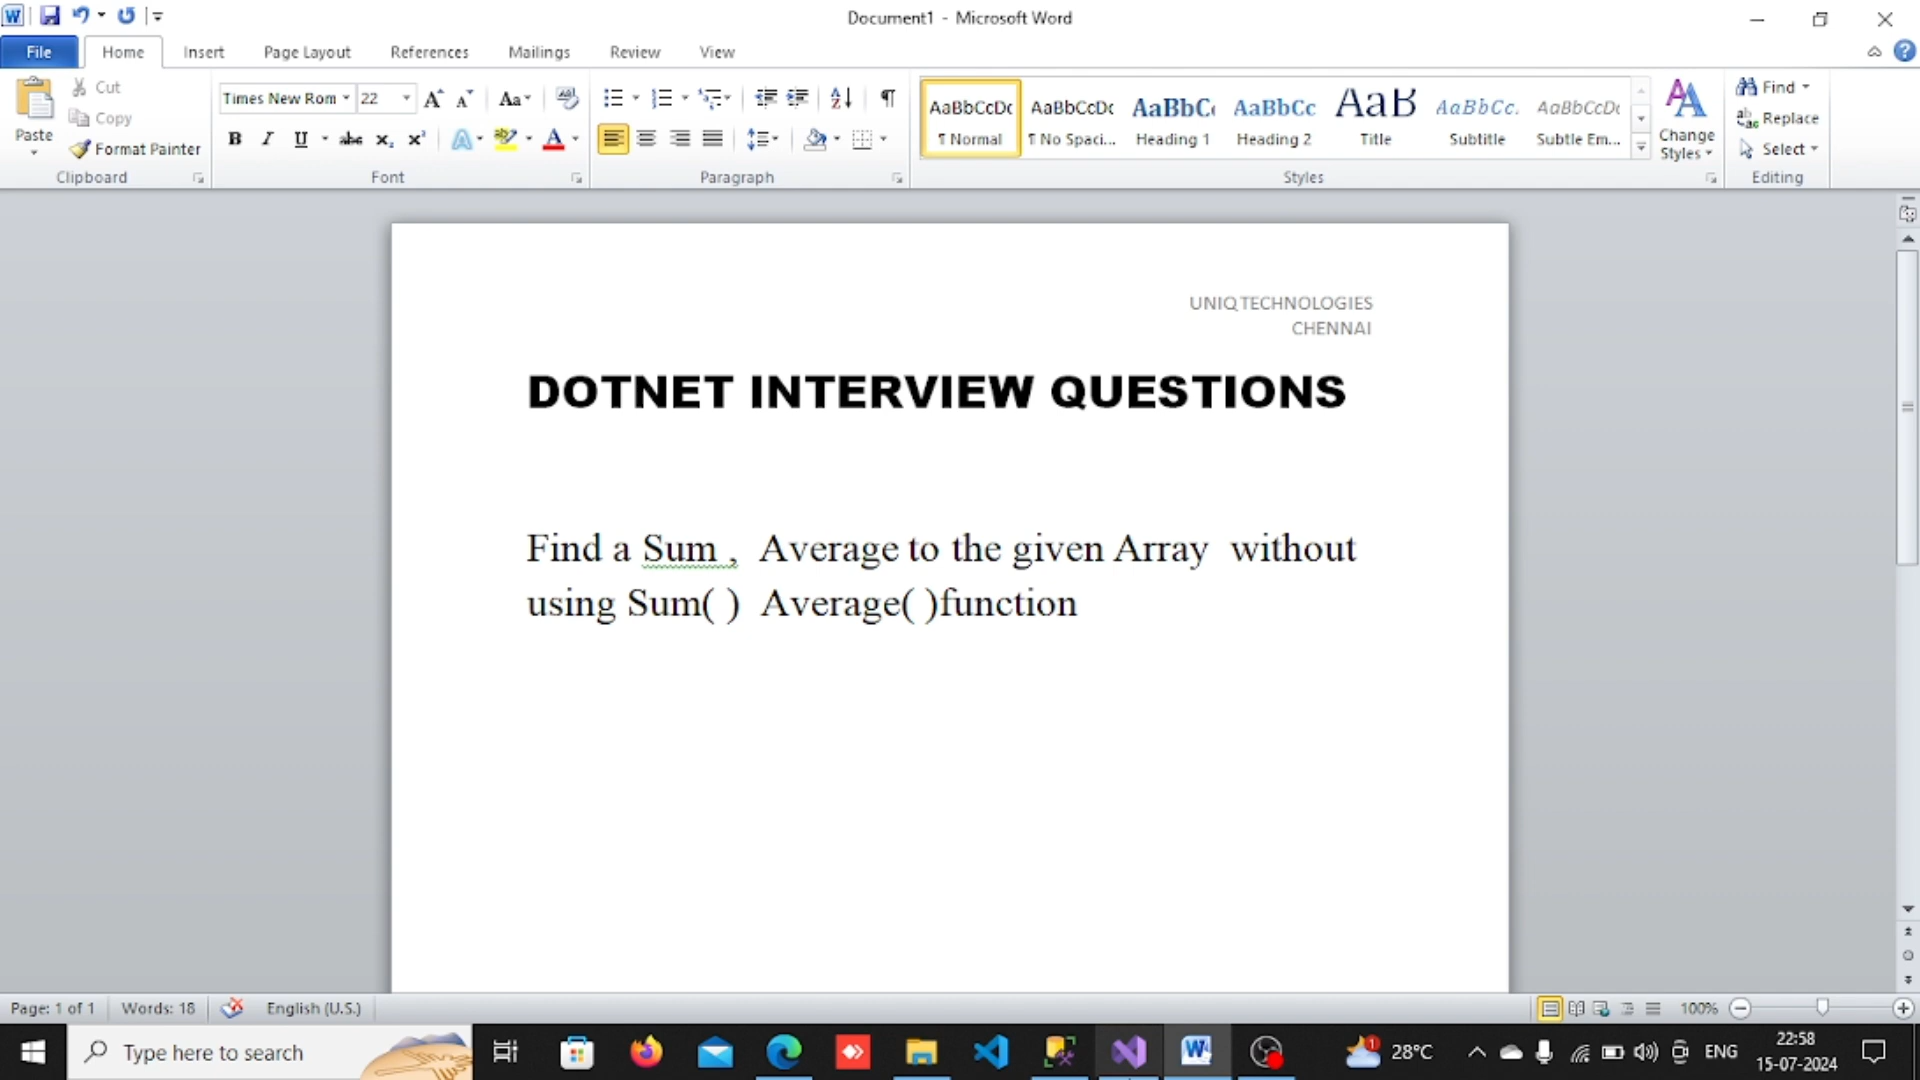 Document1 - Microsoft Word
File Home Insert Page Layout References Mailings Review View
Paste
Cut
Copy
Format Painter
Clipboard
Times New Rom 22
Font
Paragraph
AaBbCcDc AaBbCcDc AaBbC AaBbCc AaB AaBbCc. AaBbCcDc
¶ Normal ¶ No Spaci... Heading 1 Heading 2 Title Subtitle Subtle Em...
Styles
Change
Styles
Find
Replace
Select
Editing
UNIQ TECHNOLOGIES
CHENNAI
DOTNET INTERVIEW QUESTIONS
Find a Sum , Average to the given Array without
using Sum( ) Average( )function
Page: 1 of 1 Words: 18 English (U.S.) 100%
Type here to search
28°C ENG
22:58
15-07-2024